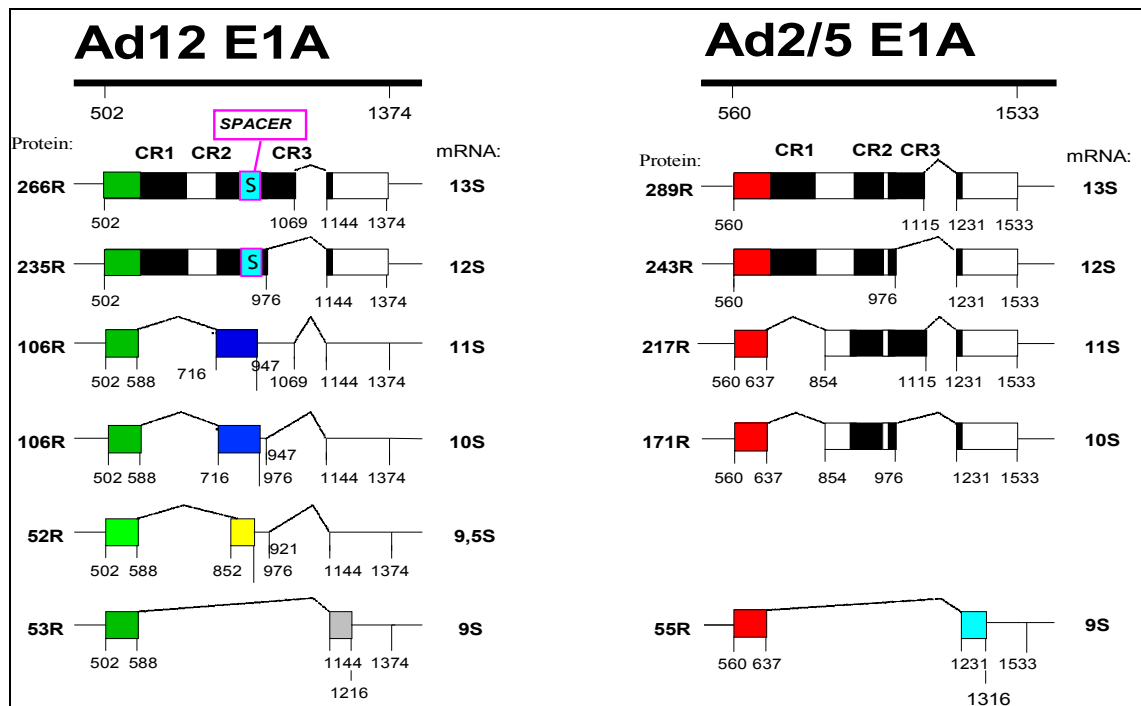 Ad12 E1A
502 1374
SPACER
Protein: CR1 CR2 CR3 mRNA:
266R S 13S
502 1069 1144 1374
235R S 12S
502 976 1144 1374
106R 11S
502 588 716 947 1069 1144 1374
106R 10S
947
502 588 716 976 1144 1374
52R 9,5S
921
502 588 852 976 1144 1374
53R 9S
502 588 1144 1374
1216
Ad2/5 E1A
560 1533
Protein: CR1 CR2 CR3 mRNA:
289R 13S
560 1115 1231 1533
243R 12S
560 976 1231 1533
217R 11S
560 637 854 1115 1231 1533
171R 10S
560 637 854 976 1231 1533
55R 9S
560 637 1231 1533
1316